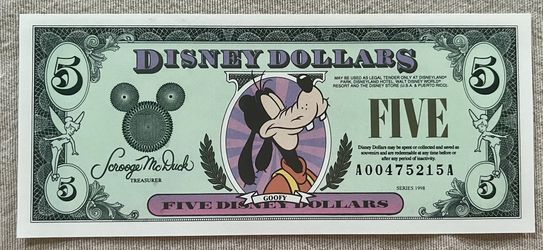 5
DISNEY DOLLARS
5
MAY BE USED AS LEGAL TENDER ONLY AT DISNEYLAND®
PARK, DISNEYLAND HOTEL, WALT DISNEY WORLD®
RESORT AND THE DISNEY STORE (U.S.A. & PUERTO RICO).
FIVE
Disney Dollars may be spent or collected and saved as
souvenirs and are redeemable at any time before or
after any period of inactivity.
Scrooge McDuck
TREASURER
A00475215A
SERIES 1998
5
GOOFY
5
FIVE DISNEY DOLLARS